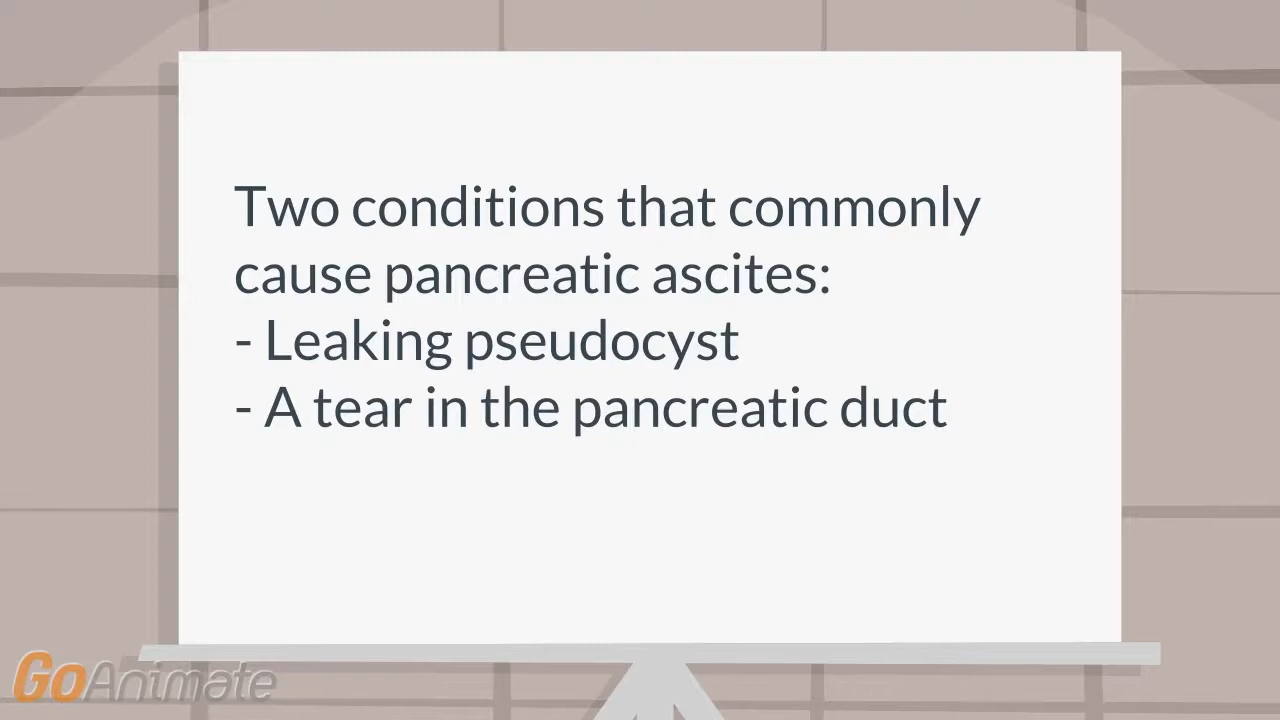 Two conditions that commonly
cause pancreatic ascites:
- Leaking pseudocyst
- A tear in the pancreatic duct
GoAnimate